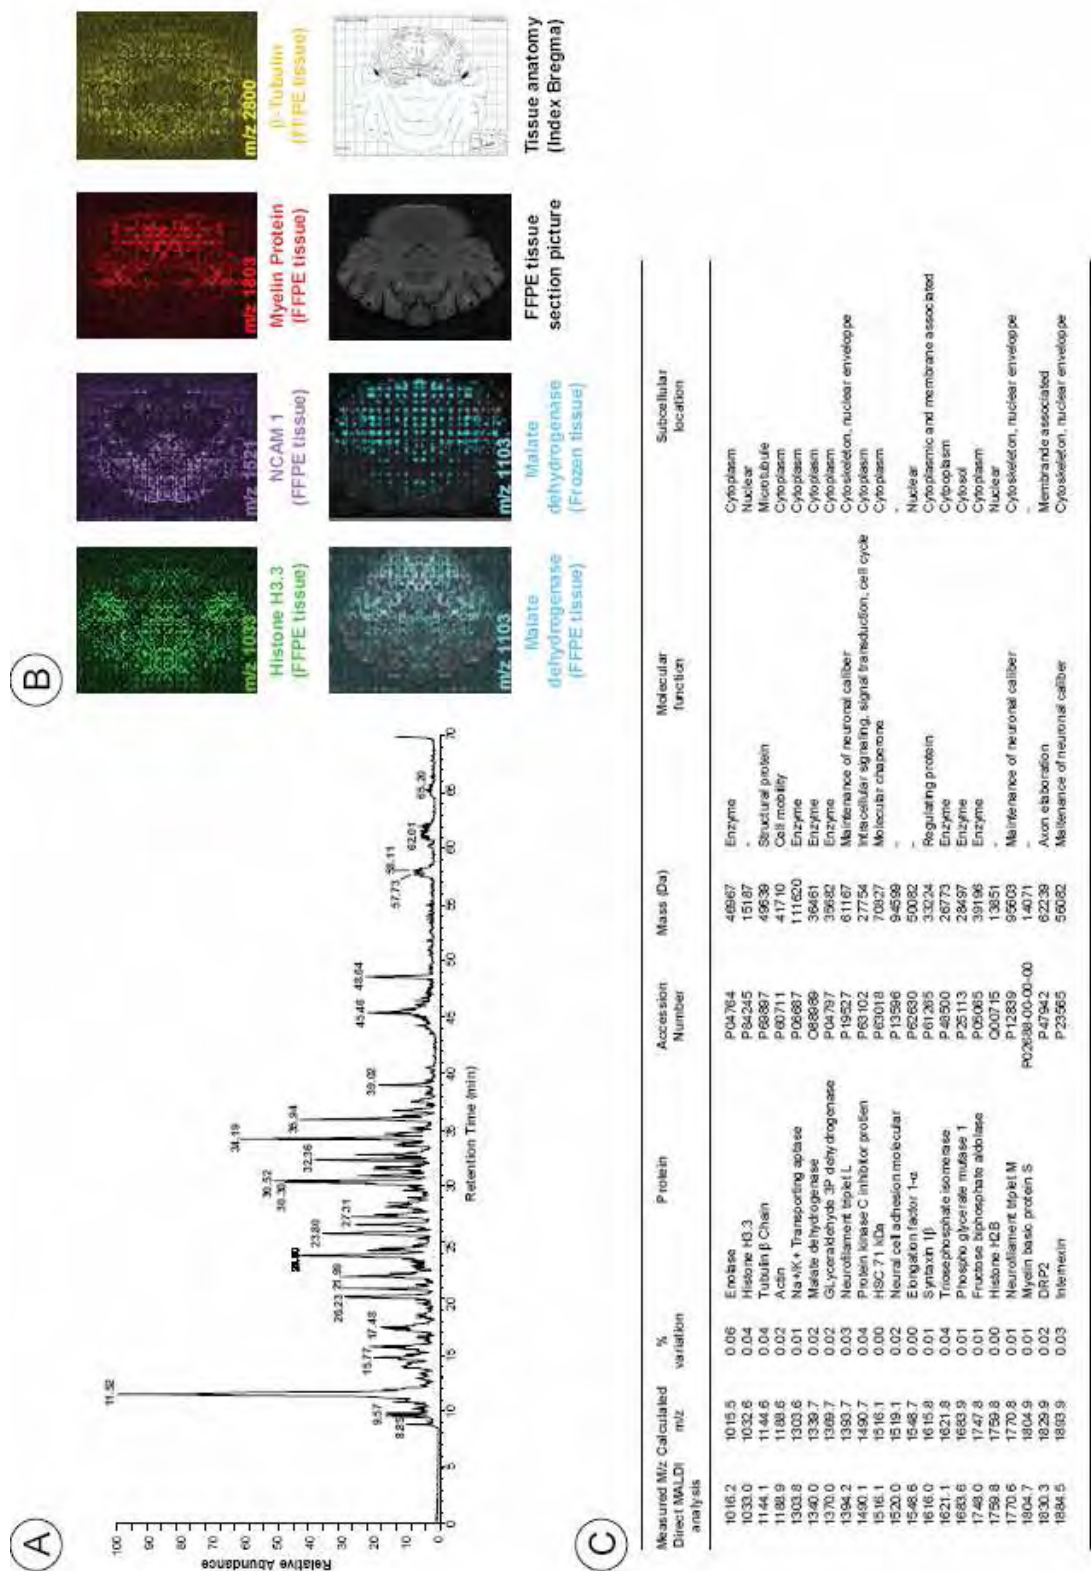 A
100
90
80
70
60
50
40
30
20
10
0
Relative Abundance
11.52
9.57
8.85
15.77
17.48
26.23
21.99
23.80
27.21
30.52
30.30
32.36
34.19
35.94
39.02
45.46
48.64
57.73
58.11
62.01
65.20
0 5 10 15 20 25 30 35 40 45 50 55 60 65 70
Retention Time (min)
B
m/z 1033
Histone H3.3
(FFPE tissue)
m/z 1521
NCAM 1
(FFPE tissue)
m/z 1803
Myelin Protein
(FFPE tissue)
m/z 2800
β-Tubulin
(FFPE tissue)
m/z 1103
Malate
dehydrogenase
(FFPE tissue)
m/z 1103
Malate
dehydrogenase
(Frozen tissue)
FFPE tissue
section picture
Tissue anatomy
(Index Bregma)
C
Measured M/z Direct MALDI analysis Calculated m/z % variation Protein Accession Number Mass (Da) Molecular function Subcellular location
1016.2 1015.5 0.06 Enolase P04764 46967 Enzyme Cytoplasm
1033.0 1032.6 0.04 Histone H3.3 P84245 15187 - Nuclear
1144.1 1144.6 0.04 Tubulin β Chain P69897 49639 Structural protein Microtubule
1188.9 1188.6 0.02 Actin P60711 41710 Cell mobility Cytoplasm
1303.8 1303.6 0.01 Na+/K+ Transporting aptase P06687 111620 Enzyme Cytoplasm
1340.0 1339.7 0.02 Malate dehydrogenase O88989 36461 Enzyme Cytoplasm
1370.0 1369.7 0.02 GLyceraldehyde 3P dehydrogenase P04797 35682 Enzyme Cytoplasm
1394.2 1393.7 0.03 Neurofilament triplet L P19527 61167 Maintenance of neuronal caliber Cytoskeleton, nuclear enveloppe
1490.1 1490.7 0.04 Protein kinase C inhibitor protien P63102 27754 Intracellular signaling, signal transduction, cell cycle Cytoplasm
1516.1 1516.1 0.00 HSC 71 kDa P63018 70827 Molecular chaperone Cytoplasm
1520.0 1519.1 0.02 Neural cell adhesion molecular P13596 94599 - -
1548.6 1548.7 0.00 Elongation factor 1-α P62630 50082 - Nuclear
1616.0 1615.8 0.01 Syntaxin 1β P61265 33224 Regulating protein Cytoplasmic and membrane associated
1621.1 1621.8 0.04 Triosephosphate isomerase P48500 26773 Enzyme Cytpoplasm
1683.6 1683.9 0.01 Phospho glycerate mutase 1 P25113 28497 Enzyme Cytosol
1748.0 1747.8 0.01 Fructose biphosphate aldolase P05065 39196 Enzyme Cytoplasm
1759.8 1759.8 0.00 Histone H2B Q00715 13851 - Nuclear
1770.6 1770.8 0.01 Neurofilament triplet M P12839 95603 Maintenance of neuronal caliber Cytoskeleton, nuclear enveloppe
1804.7 1804.9 0.01 Myelin basic protein S P02688-00-00-00 14071 - -
1830.3 1829.9 0.02 DRP2 P47942 62239 Axon elaboration Membrande associated
1884.5 1893.9 0.03 Internexin P23565 56082 Maitenance of neuronal caliber Cytoskeleton, nuclear enveloppe